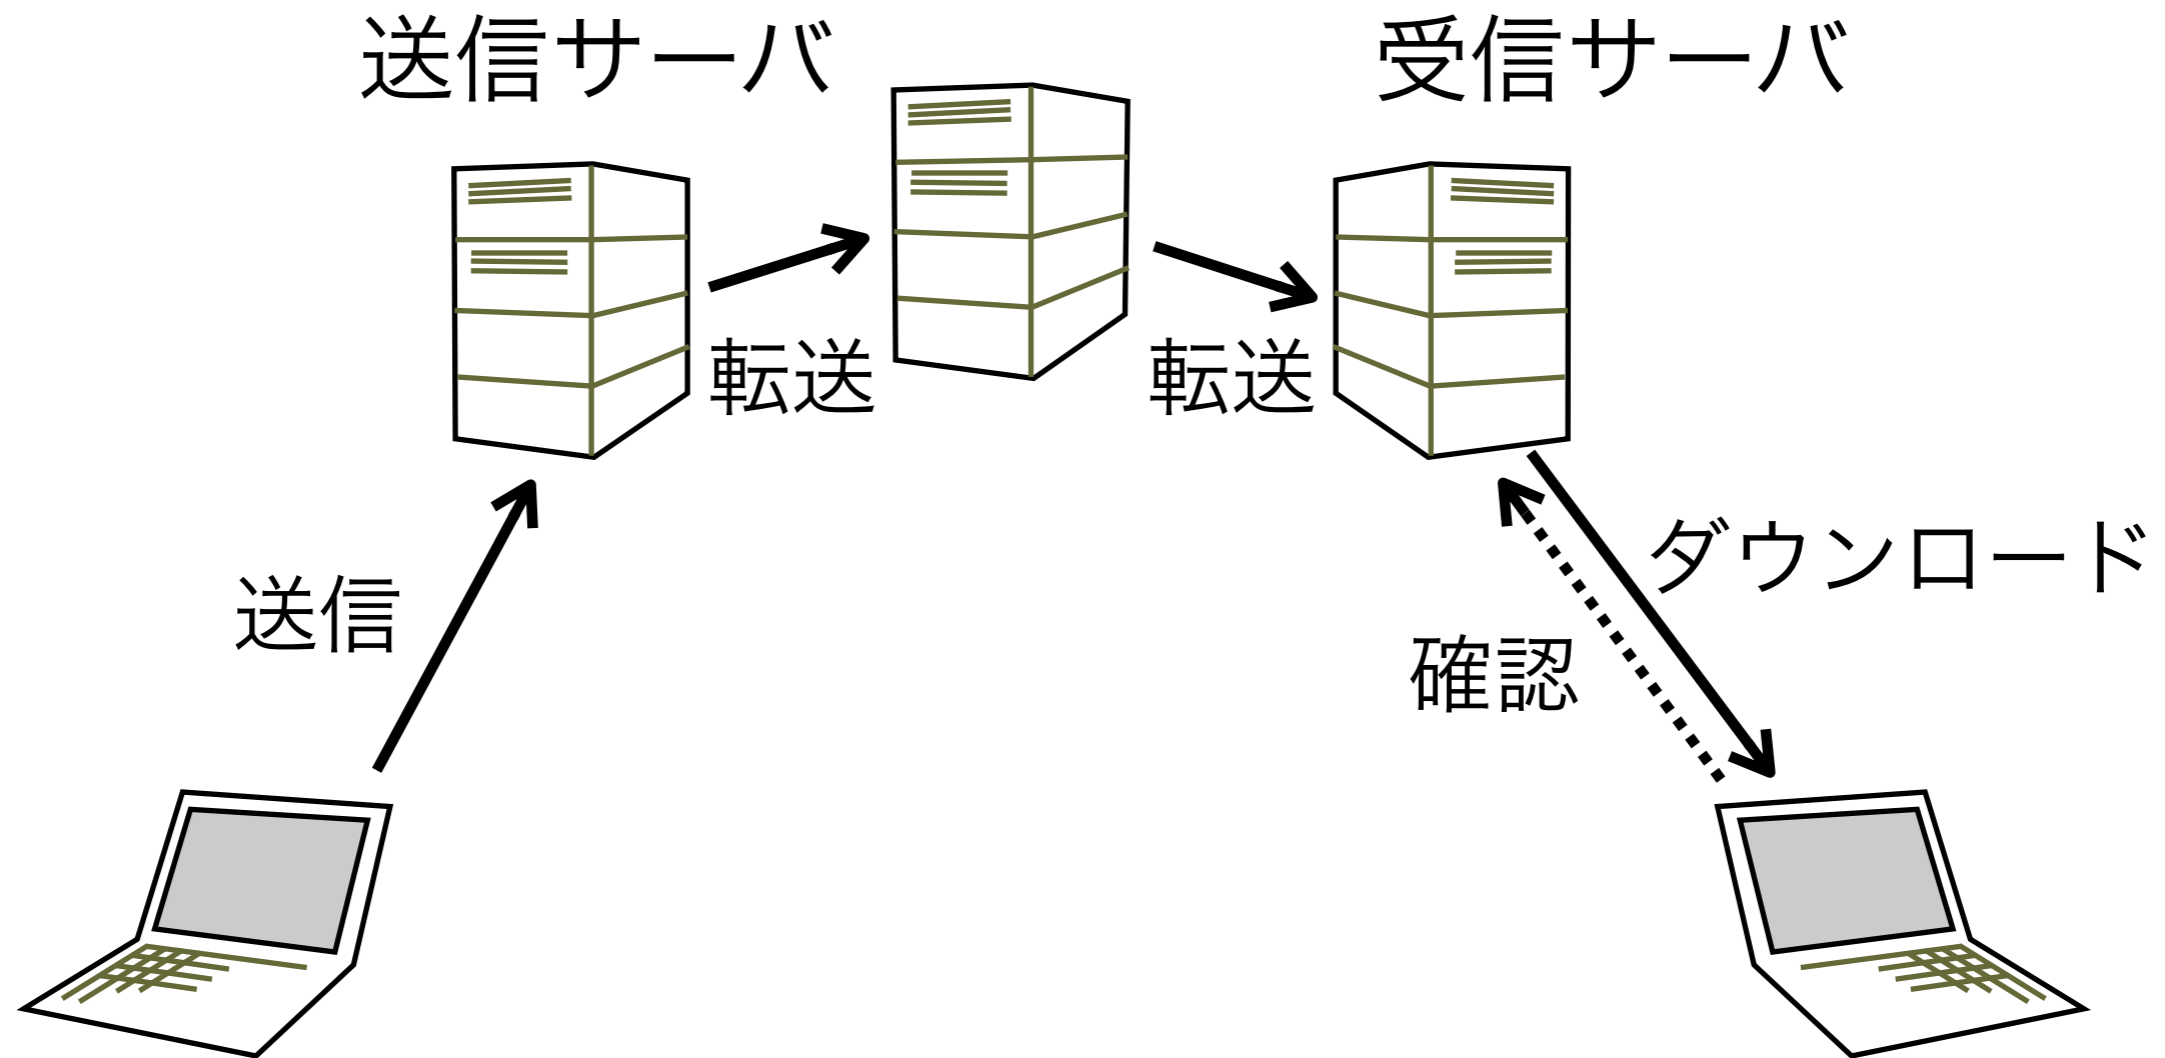 送信サーバ
受信サーバ
転送
転送
送信
ダウンロード
確認